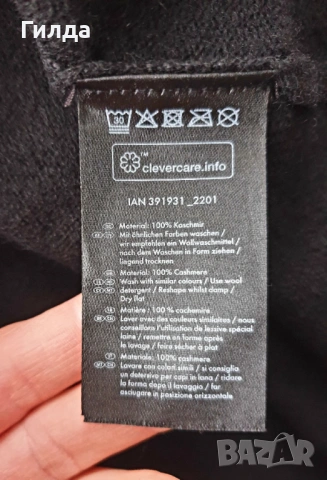 Гилда
30
clevercare.info
TM
IAN 391931_2201
Material: 100% Kaschmir
Mit ähnlichen Farben waschen /
wir empfehlen ein Wollwaschmittel /
nach dem Waschen in Form ziehen /
liegend trocknen
Material: 100% Cashmere
Wash with similar colours / Use wool
detergent / Reshape whilst damp /
Dry flat
Matière : 100 % cachemire
Laver avec des couleurs similaires / nous
conseillons l'utilisation de lessive spécial
laine / remettre en forme après
le lavage / faire sécher à plat
Materiale: 100% cashmere
Lavare con colori simili / si consiglia
un detersivo per capi in lana / ridare
la forma dopo il lavaggio / far
asciugare in posizione orizzontale
BAZAR